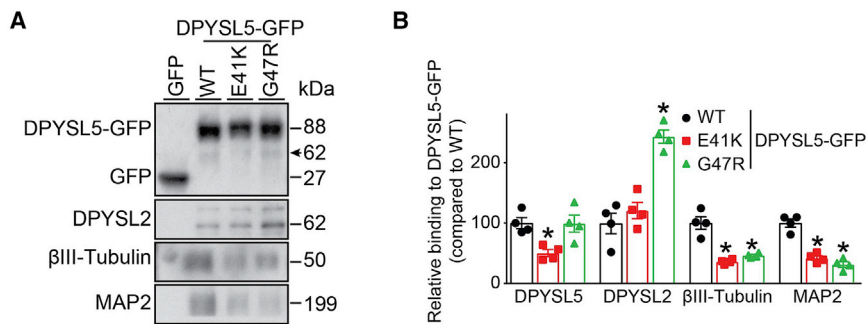 A
DPYSL5-GFP
GFP
WT
E41K
G47R
kDa
DPYSL5-GFP
88
62
GFP
27
DPYSL2
62
βIII-Tubulin
50
MAP2
199
B
Relative binding to DPYSL5-GFP
(compared to WT)
200
100
0
WT
E41K
G47R
DPYSL5-GFP
*
*
*
*
*
*
DPYSL5
DPYSL2
βIII-Tubulin
MAP2